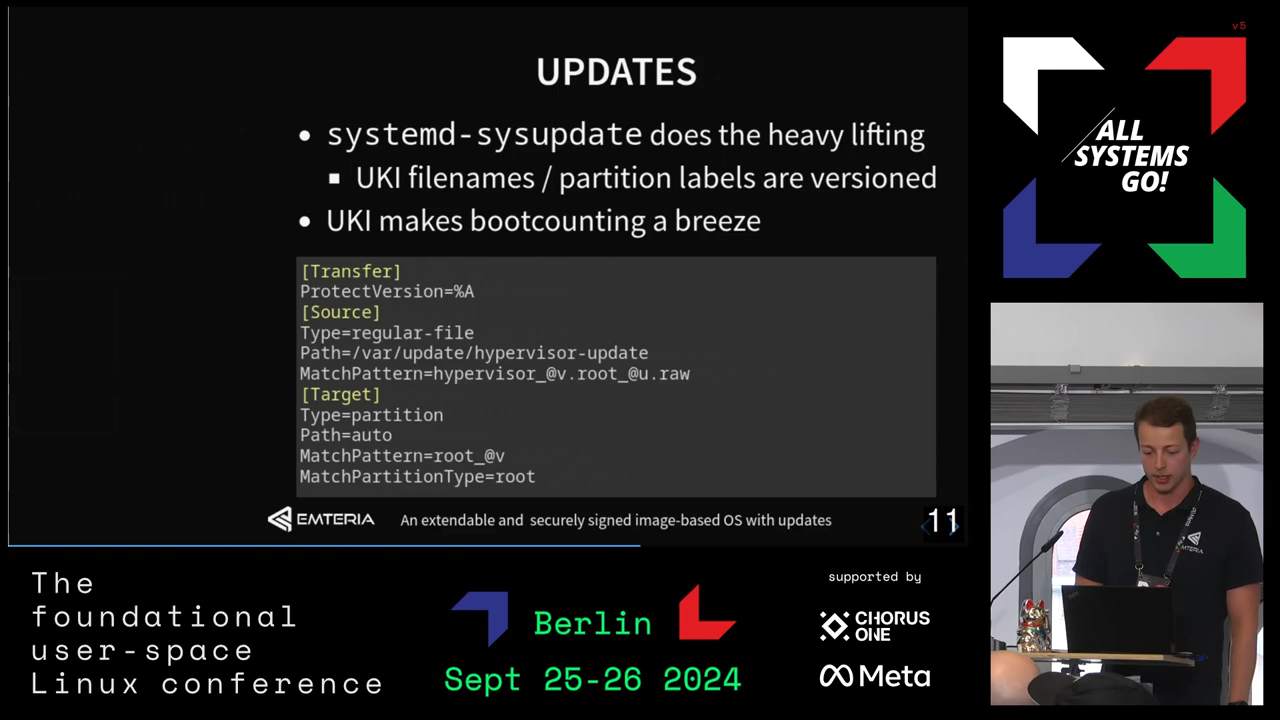 UPDATES
• systemd-sysupdate does the heavy lifting
▪ UKI filenames / partition labels are versioned
• UKI makes bootcounting a breeze
[Transfer]
ProtectVersion=%A
[Source]
Type=regular-file
Path=/var/update/hypervisor-update
MatchPattern=hypervisor_@v.root_@u.raw
[Target]
Type=partition
Path=auto
MatchPattern=root_@v
MatchPartitionType=root
EMTERIA
An extendable and securely signed image-based OS with updates
11
v5
ALL
SYSTEMS
GO!
EMTERIA
The
foundational
user-space
Linux conference
Berlin
Sept 25-26 2024
supported by
CHORUS
ONE
Meta